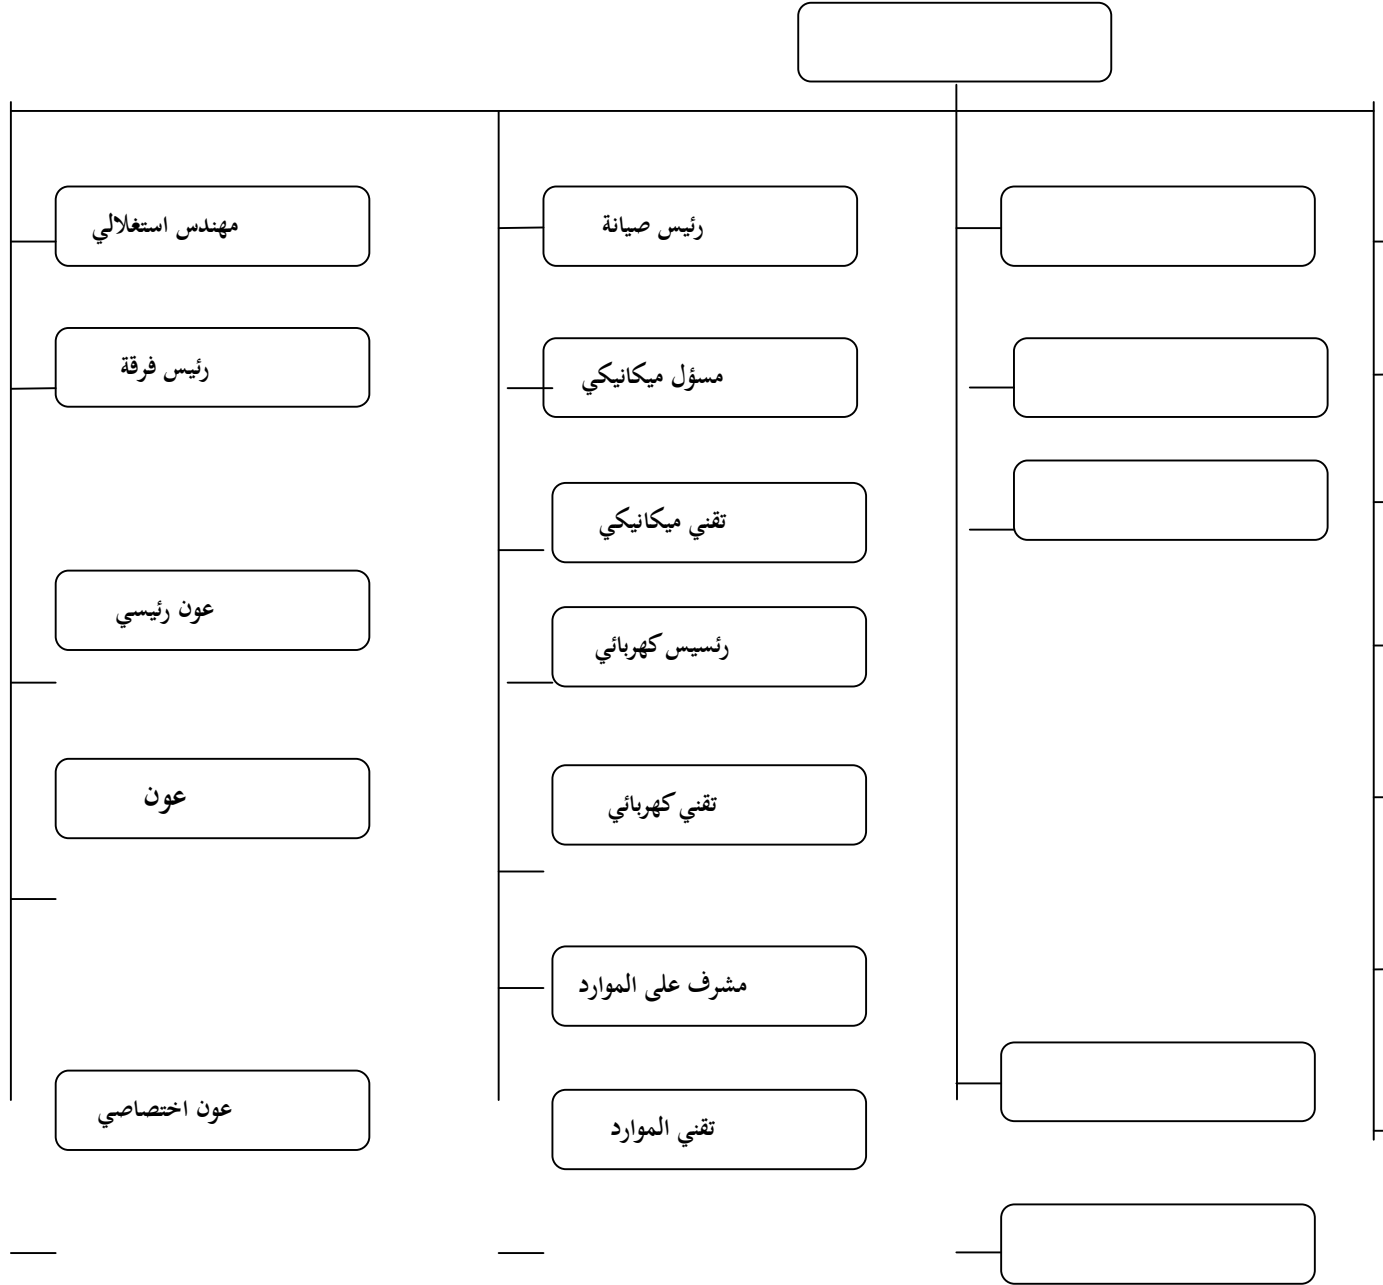 رئيس صيانة
مسؤل ميكانيكي
تقني ميكانيكي
رئسيس كهربائي
تقني كهربائي
مشرف على الموارد
تقني الموارد
مهندس استغلالي
رئيس فرقة
عون رئيسي
عون
عون اختصاصي